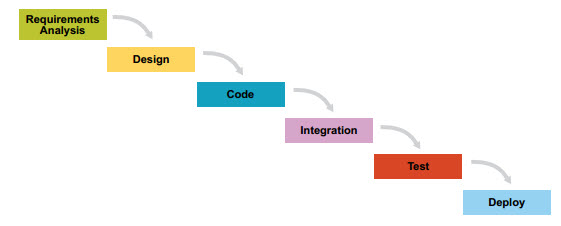 Requirements
Analysis
Design
Code
Integration
Test
Deploy